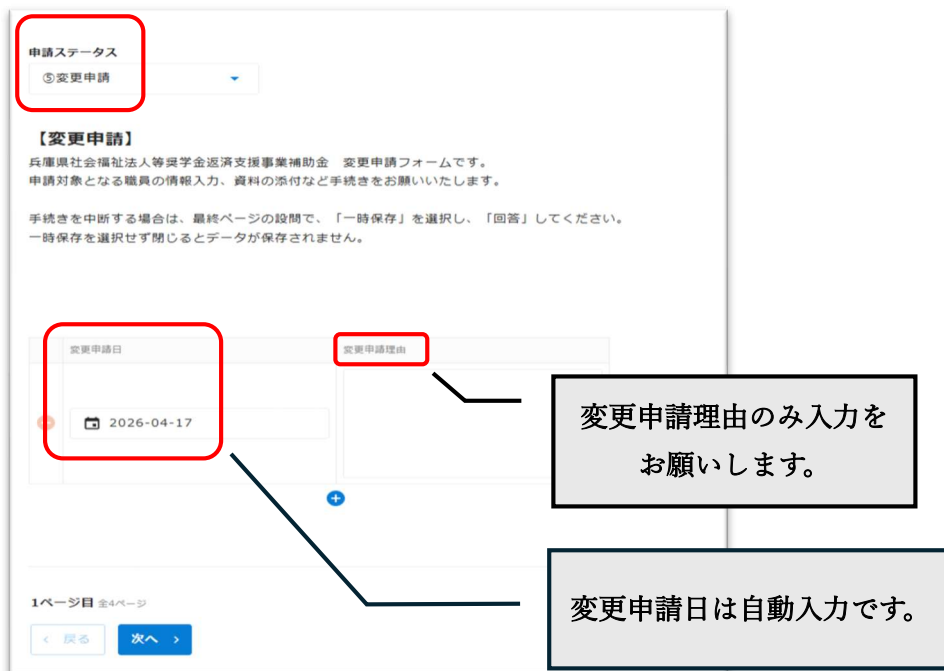 申請ステータス
⑤変更申請
【変更申請】
兵庫県社会福祉法人等奨学金返済支援事業補助金　変更申請フォームです。
申請対象となる職員の情報入力、資料の添付など手続きをお願いいたします。
手続きを中断する場合は、最終ページの設問で、「一時保存」を選択し、「回答」してください。
一時保存を選択せず閉じるとデータが保存されません。
変更申請日
変更申請理由
2026-04-17
変更申請理由のみ入力を
お願いします。
変更申請日は自動入力です。
1ページ目 全4ページ
< 戻る
次へ >